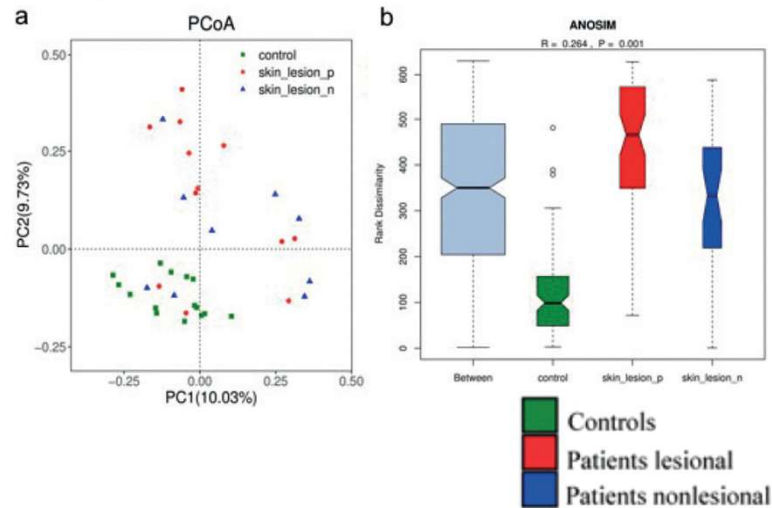 a
PCoA
control
skin_lesion_p
skin_lesion_n
0.50
0.25
0.00
−0.25
PC2(9.73%)
−0.25
0.00
0.25
0.50
PC1(10.03%)
b
ANOSIM
R = 0.264 , P = 0.001
600
500
400
300
200
100
0
Rank Dissimilarity
Between
control
skin_lesion_p
skin_lesion_n
Controls
Patients lesional
Patients nonlesional